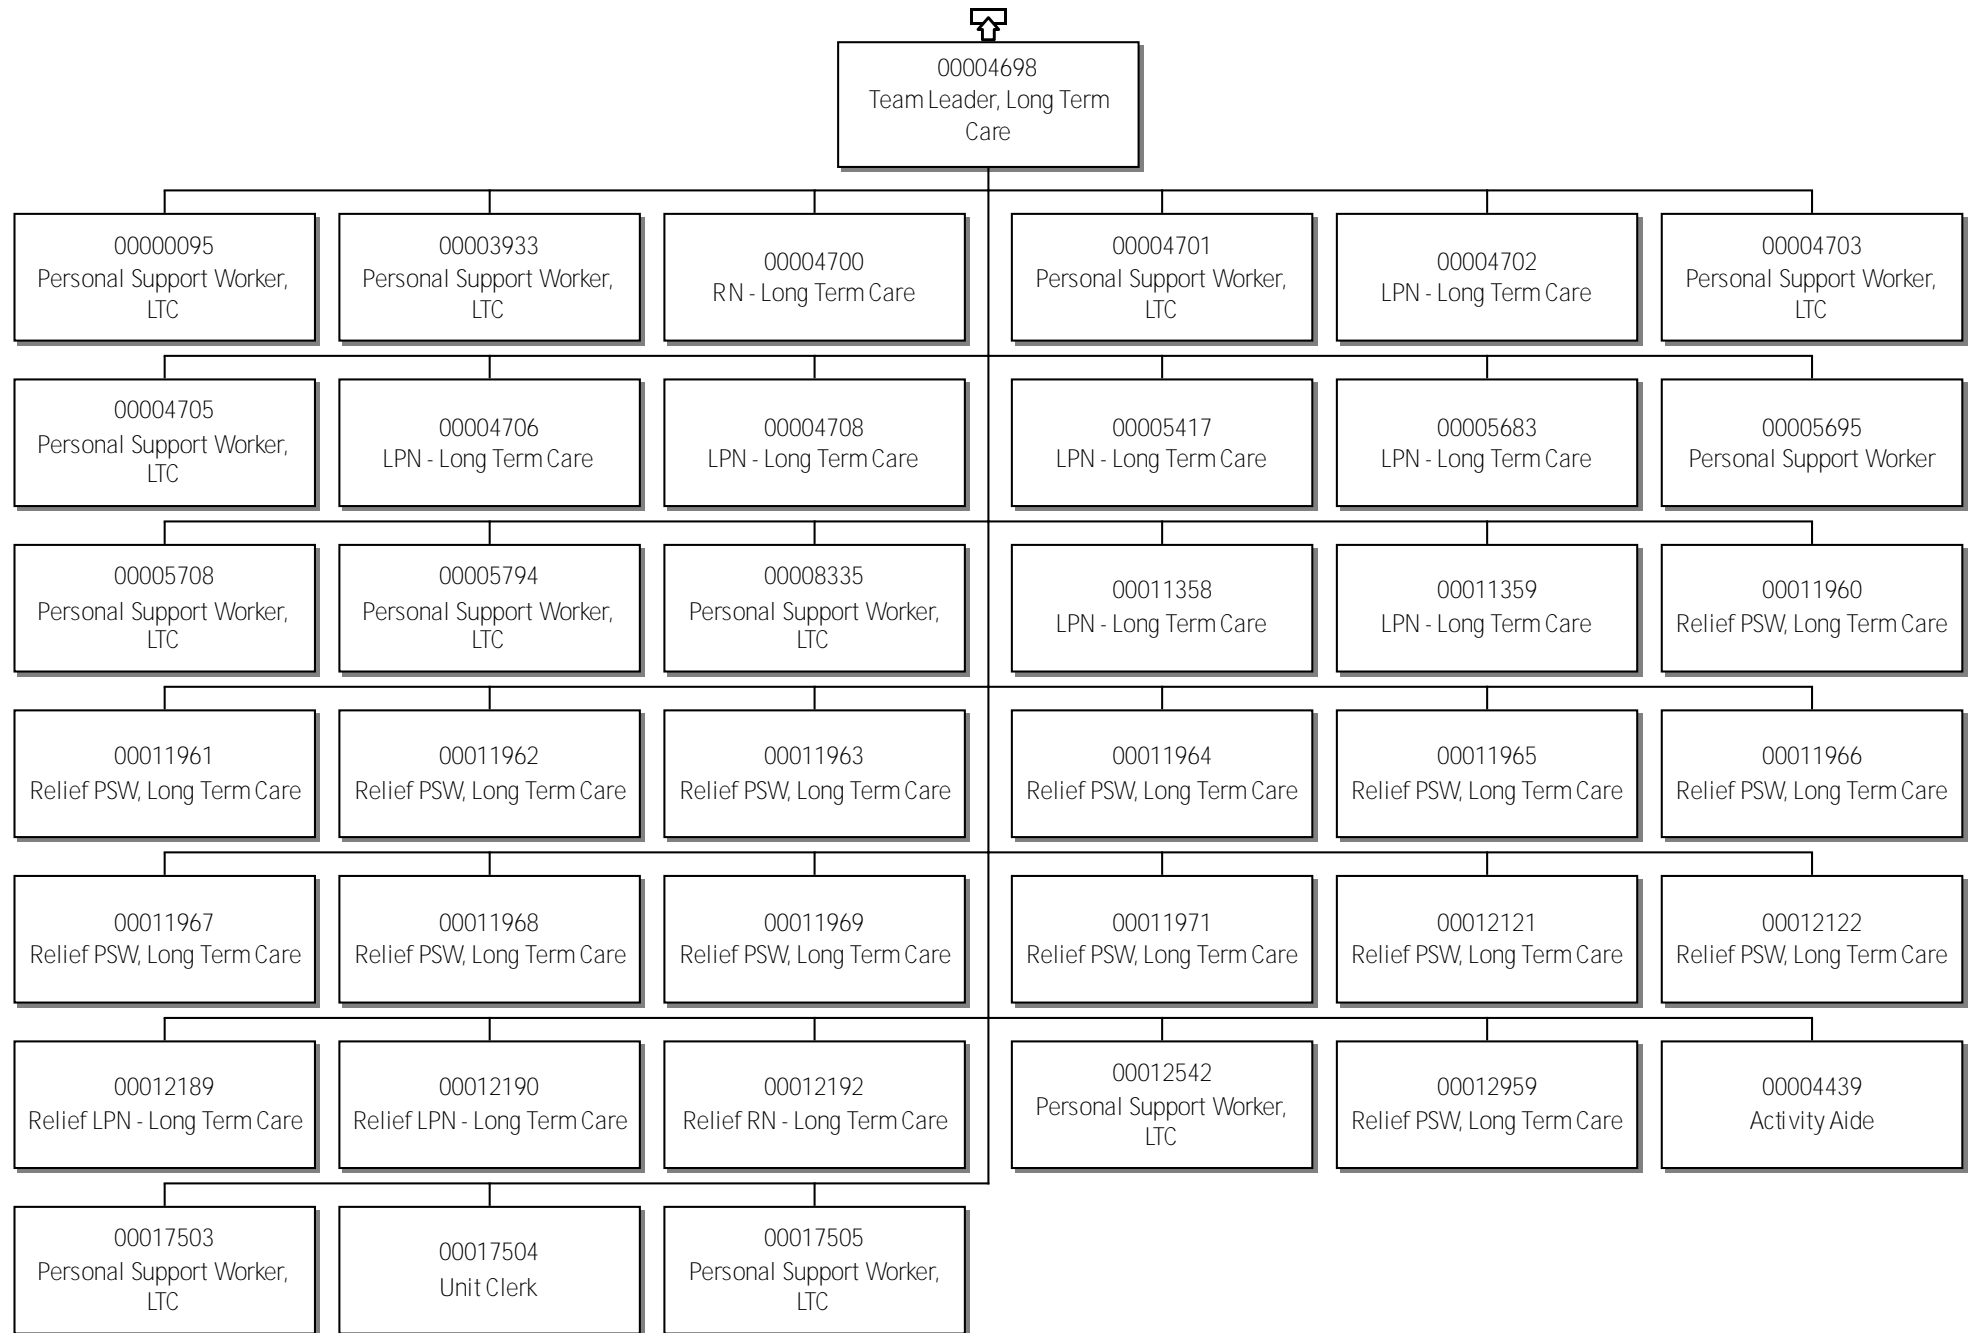 00004698
Team Leader, Long Term
Care
00000095
Personal Support Worker,
LTC
00003933
Personal Support Worker,
LTC
00004700
RN - Long Term Care
00004701
Personal Support Worker,
LTC
00004702
LPN - Long Term Care
00004703
Personal Support Worker,
LTC
00004705
Personal Support Worker,
LTC
00004706
LPN - Long Term Care
00004708
LPN - Long Term Care
00005417
LPN - Long Term Care
00005683
LPN - Long Term Care
00005695
Personal Support Worker
00005708
Personal Support Worker,
LTC
00005794
Personal Support Worker,
LTC
00008335
Personal Support Worker,
LTC
00011358
LPN - Long Term Care
00011359
LPN - Long Term Care
00011960
Relief PSW, Long Term Care
00011961
Relief PSW, Long Term Care
00011962
Relief PSW, Long Term Care
00011963
Relief PSW, Long Term Care
00011964
Relief PSW, Long Term Care
00011965
Relief PSW, Long Term Care
00011966
Relief PSW, Long Term Care
00011967
Relief PSW, Long Term Care
00011968
Relief PSW, Long Term Care
00011969
Relief PSW, Long Term Care
00011971
Relief PSW, Long Term Care
00012121
Relief PSW, Long Term Care
00012122
Relief PSW, Long Term Care
00012189
Relief LPN - Long Term Care
00012190
Relief LPN - Long Term Care
00012192
Relief RN - Long Term Care
00012542
Personal Support Worker,
LTC
00012959
Relief PSW, Long Term Care
00004439
Activity Aide
00017503
Personal Support Worker,
LTC
00017504
Unit Clerk
00017505
Personal Support Worker,
LTC